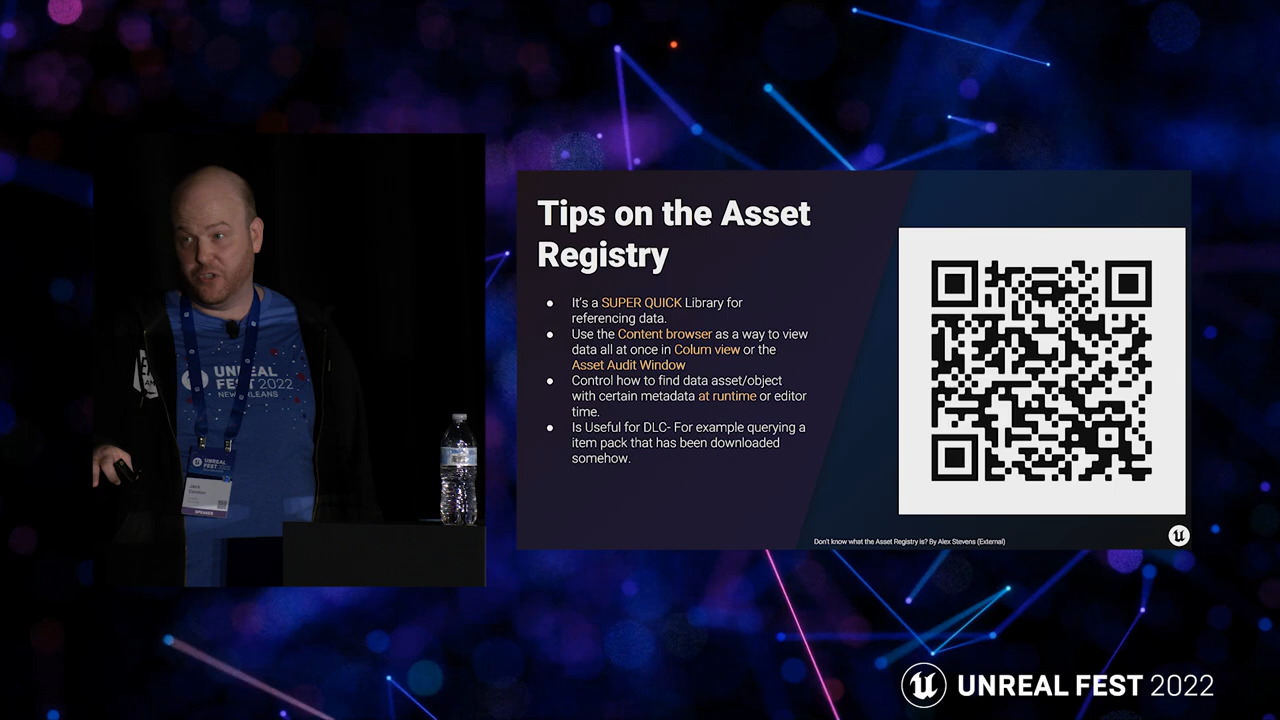 Tips on the Asset
Registry
● It's a SUPER QUICK Library for
referencing data.
● Use the Content browser as a way to view
data all at once in Colum view or the
Asset Audit Window
● Control how to find data asset/object
with certain metadata at runtime or editor
time.
● Is Useful for DLC- For example querying a
item pack that has been downloaded
somehow.
Don't know what the Asset Registry is? By Alex Stevens (External)
UNREAL
FEST 2022
NEW ORLEANS
UNREAL
FEST 2022
Jack
SPEAKER
UNREAL FEST 2022